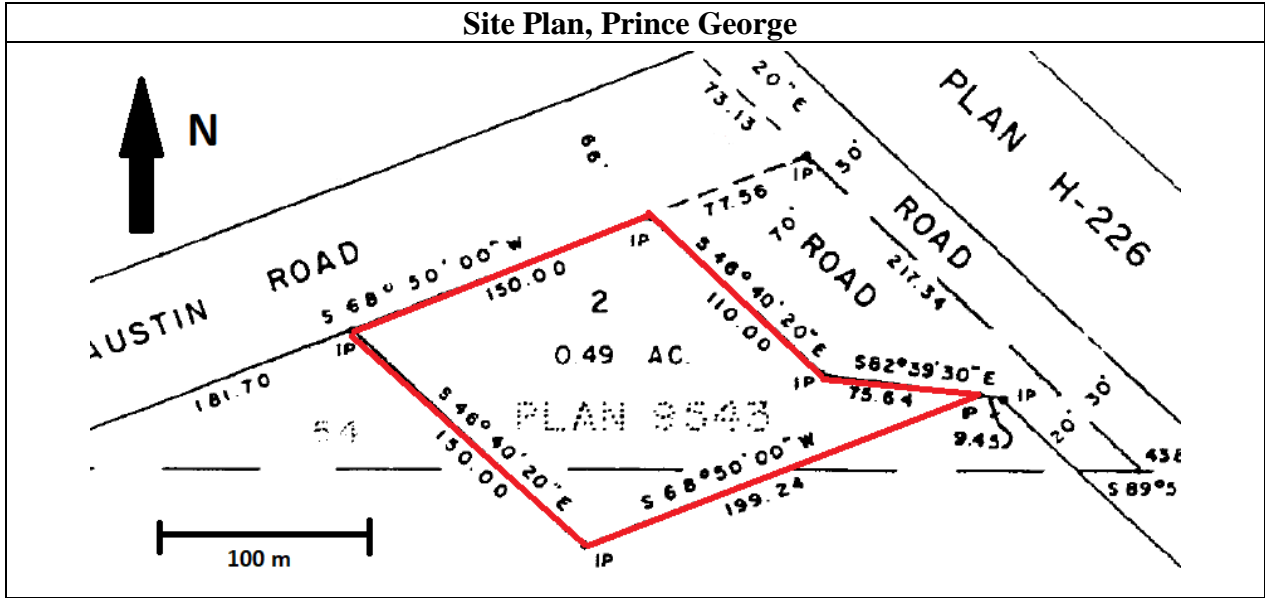 Site Plan, Prince George
N
AUSTIN ROAD
66.
20"E
73.13
PLAN H-226
50'
IP
77.56
70'
ROAD
ROAD
217.34
IP
S 68° 50' 00" W
150.00
2
0.49 AC.
S 46° 40' 20" E
110.00
IP
181.70
S 82°39'30" E
75.64
IP
IP
IP
9.45
20'
30'
54
PLAN 9543
S 46° 40' 20" E
150.00
S 68°50'00" W
199.24
438
S 89°5
IP
100 m